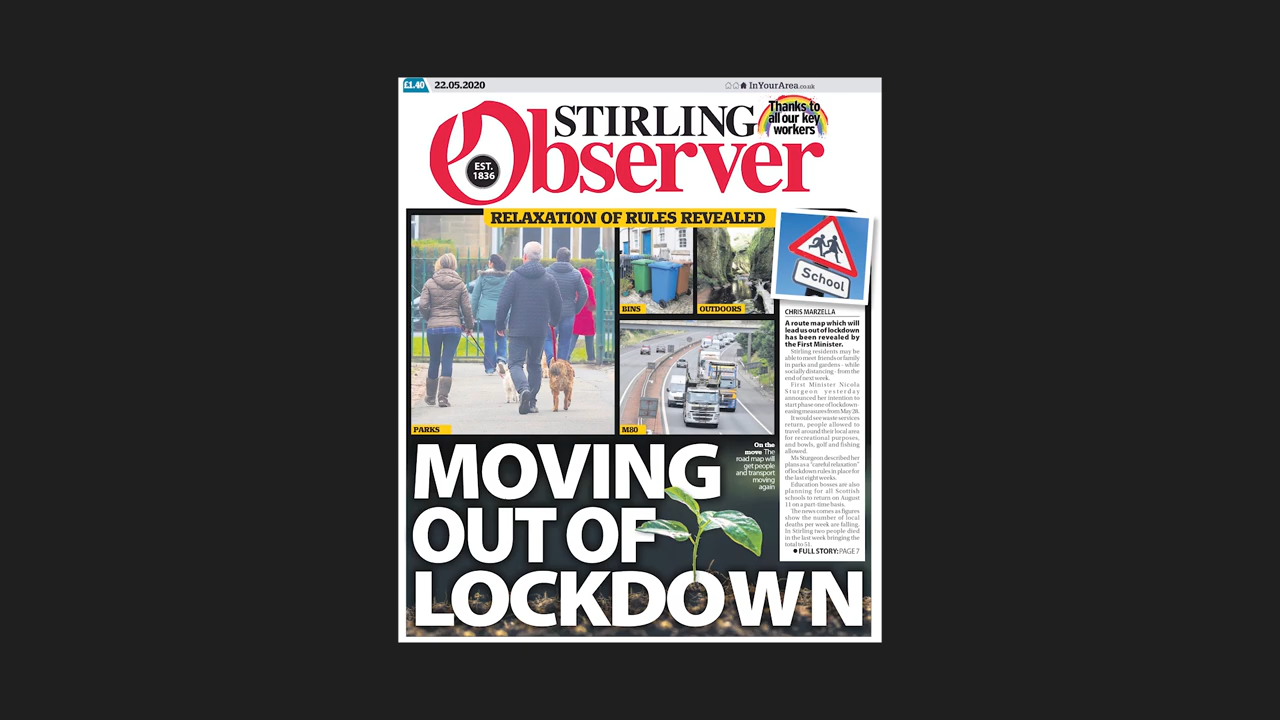 £1.40
22.05.2020
InYourArea.co.uk
STIRLING
Observer
EST.
1836
Thanks to
all our key
workers
RELAXATION OF RULES REVEALED
School
BINS
OUTDOORS
PARKS
M80
MOVING
OUT OF
LOCKDOWN
On the
move The
road map will
get people
and transport
moving
again
CHRIS MARZELLA
A route map which will
lead us out of lockdown
has been revealed by
the First Minister.
Stirling residents may be
able to meet friends or family
in parks and gardens - while
socially distancing - from the
end of next week.
First Minister Nicola
Sturgeon yesterday
announced her intention to
start phase one of lockdown-
easing measures from May 28.
It would see waste services
return, people allowed to
travel around their local area
for recreational purposes,
and bowls, golf and fishing
allowed.
Ms Sturgeon described her
plans as a "careful relaxation"
of lockdown rules in place for
the last eight weeks.
Education bosses are also
planning for all Scottish
schools to return on August
11 on a part-time basis.
The news comes as figures
show the number of local
deaths per week are falling.
In Stirling two people died
in the last week bringing the
total to 51.
● FULL STORY: PAGE 7